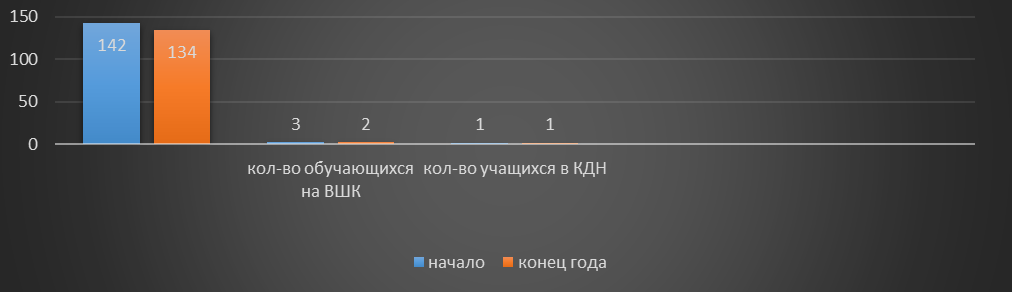 150
142
134
100
50
3
2
1
1
0
кол-во обучающихся
на ВШК
кол-во учащихся в КДН
начало
конец года